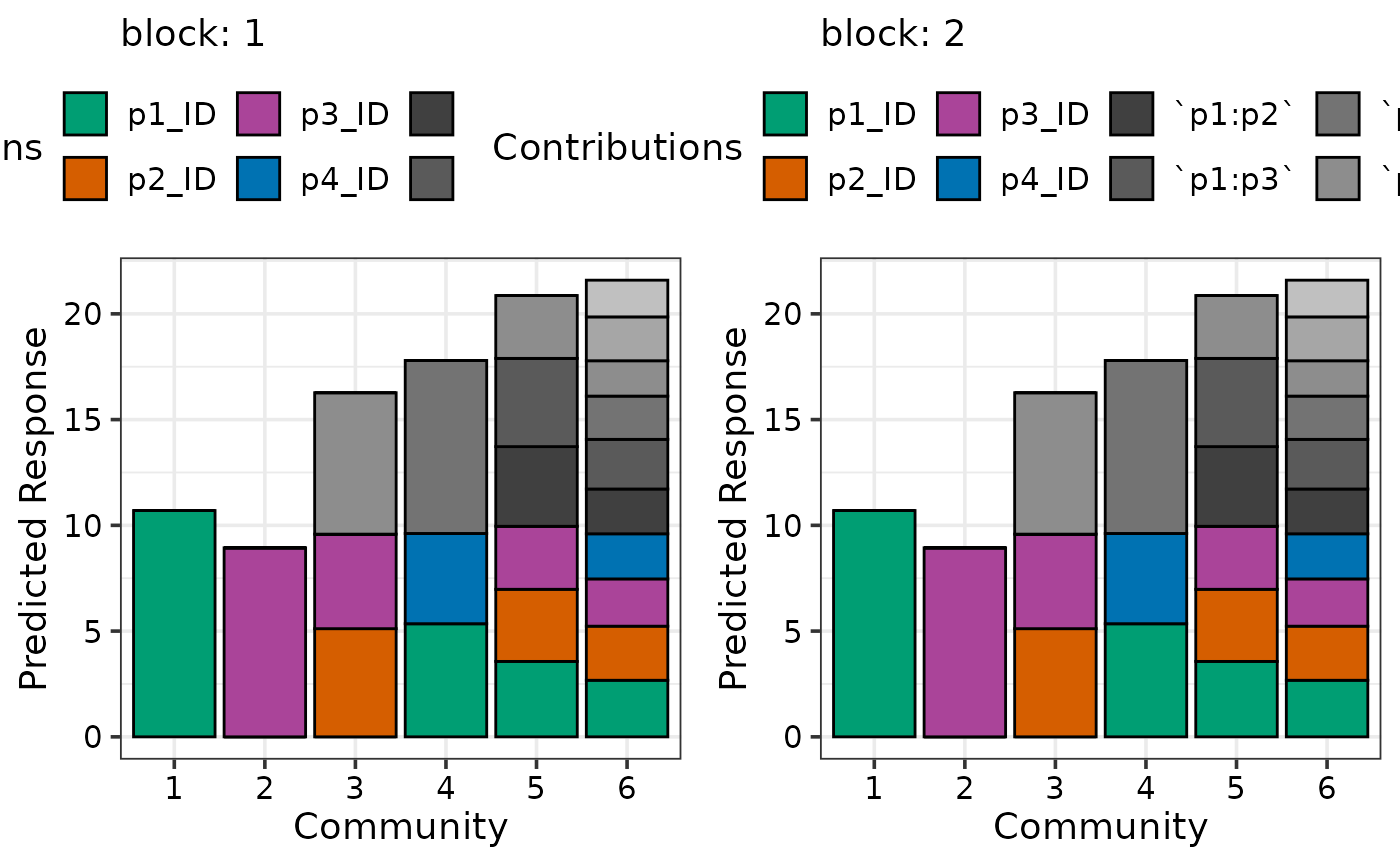 block: 1
ns p1_ID p3_ID
p2_ID p4_ID
Predicted Response
20
15
10
5
0
1 2 3 4 5 6
Community
block: 2
Contributions p1_ID p3_ID `p1:p2` `p
p2_ID p4_ID `p1:p3` `p
Predicted Response
20
15
10
5
0
1 2 3 4 5 6
Community